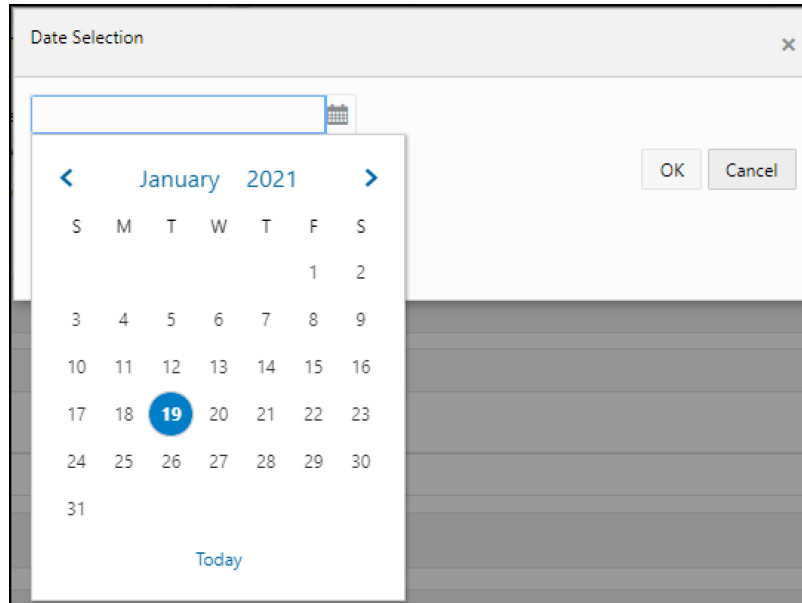 Date Selection
×
OK Cancel
January 2021
S M T W T F S
1 2
3 4 5 6 7 8 9
10 11 12 13 14 15 16
17 18 19 20 21 22 23
24 25 26 27 28 29 30
31
Today